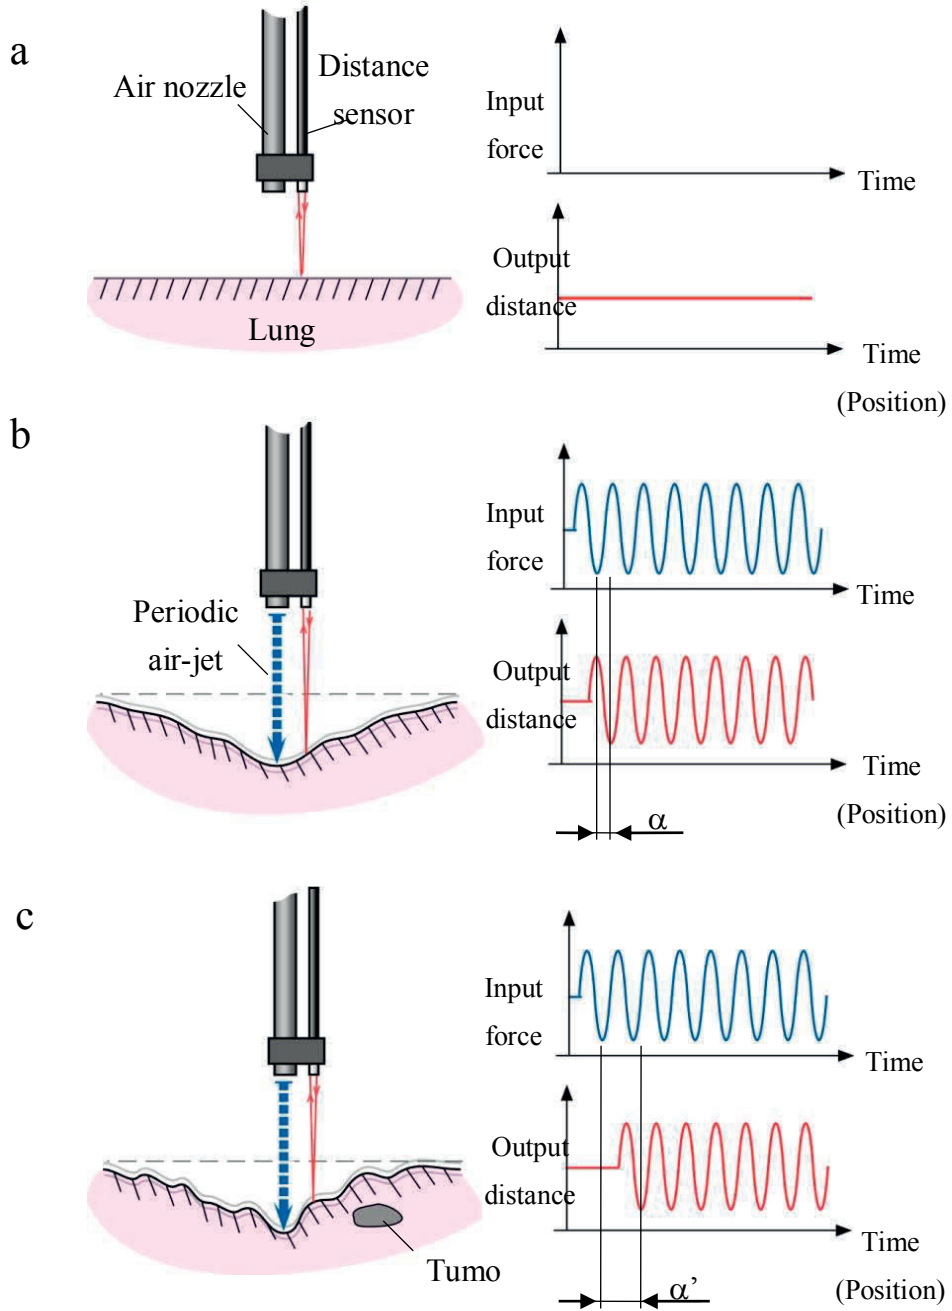 a
Air nozzle
Distance
sensor
Lung
Input
force
Time
Output
distance
Time
(Position)
b
Periodic
air-jet
Input
force
Time
Output
distance
Time
(Position)
α
c
Tumo
Input
force
Time
Output
distance
Time
(Position)
α’